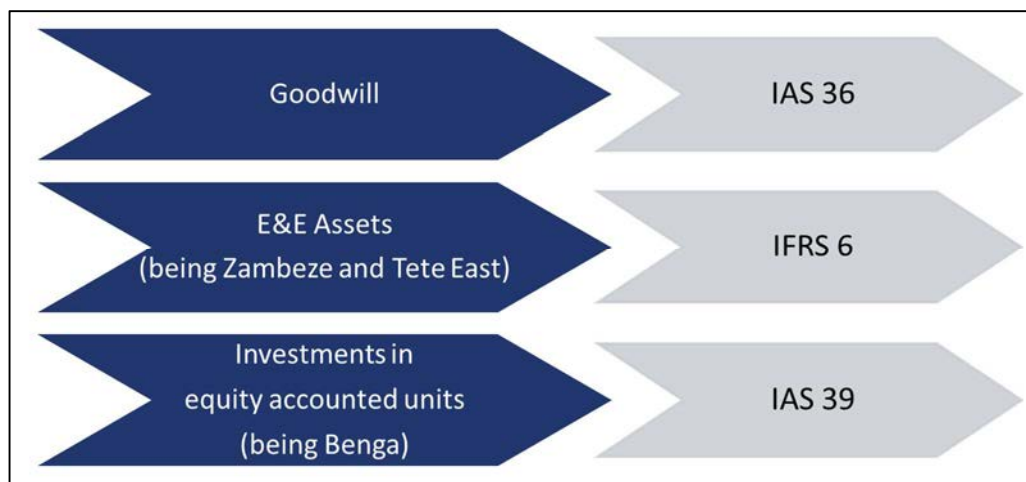 Goodwill
IAS 36
E&E Assets
(being Zambeze and Tete East)
IFRS 6
Investments in
equity accounted units
(being Benga)
IAS 39